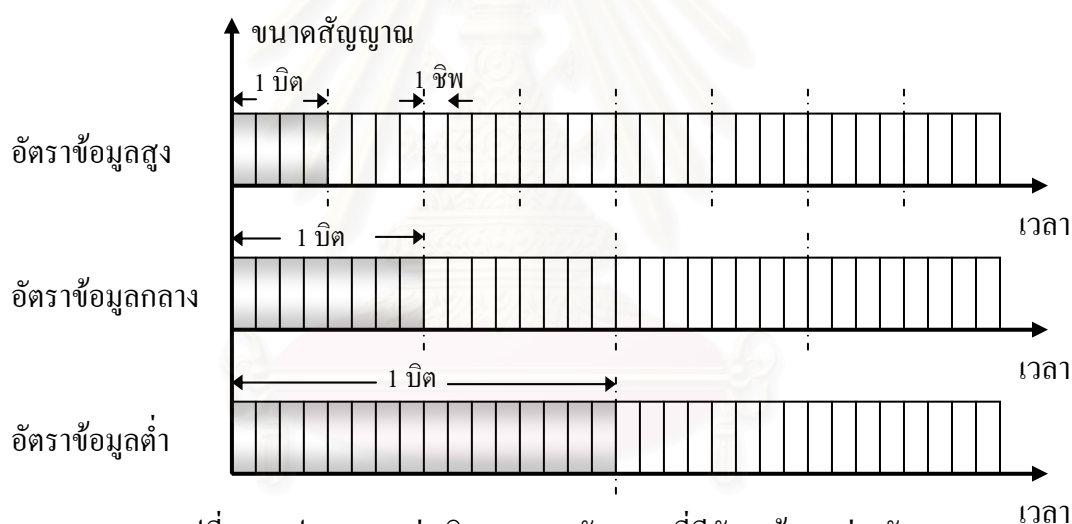 ขนาดสัญญาณ
1 บิต
1 ชิพ
อัตราข้อมูลสูง
เวลา
1 บิต
อัตราข้อมูลกลาง
เวลา
1 บิต
อัตราข้อมูลต่ำ
เวลา